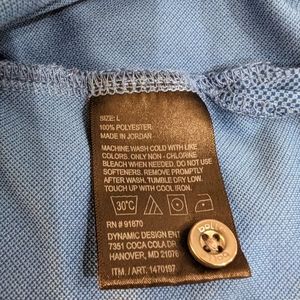 SIZE: L
100% POLYESTER
MADE IN JORDAN
MACHINE WASH COLD WITH LIKE
COLORS. ONLY NON - CHLORINE
BLEACH WHEN NEEDED. DO NOT USE
SOFTENERS. REMOVE PROMPTLY
AFTER WASH. TUMBLE DRY LOW.
TOUCH UP WITH COOL IRON.
30°C
RN # 91870
DYNAMIC DESIGN ENT
7351 COCA COLA DR
HANOVER, MD 21076
ITM. / ART. 1470197